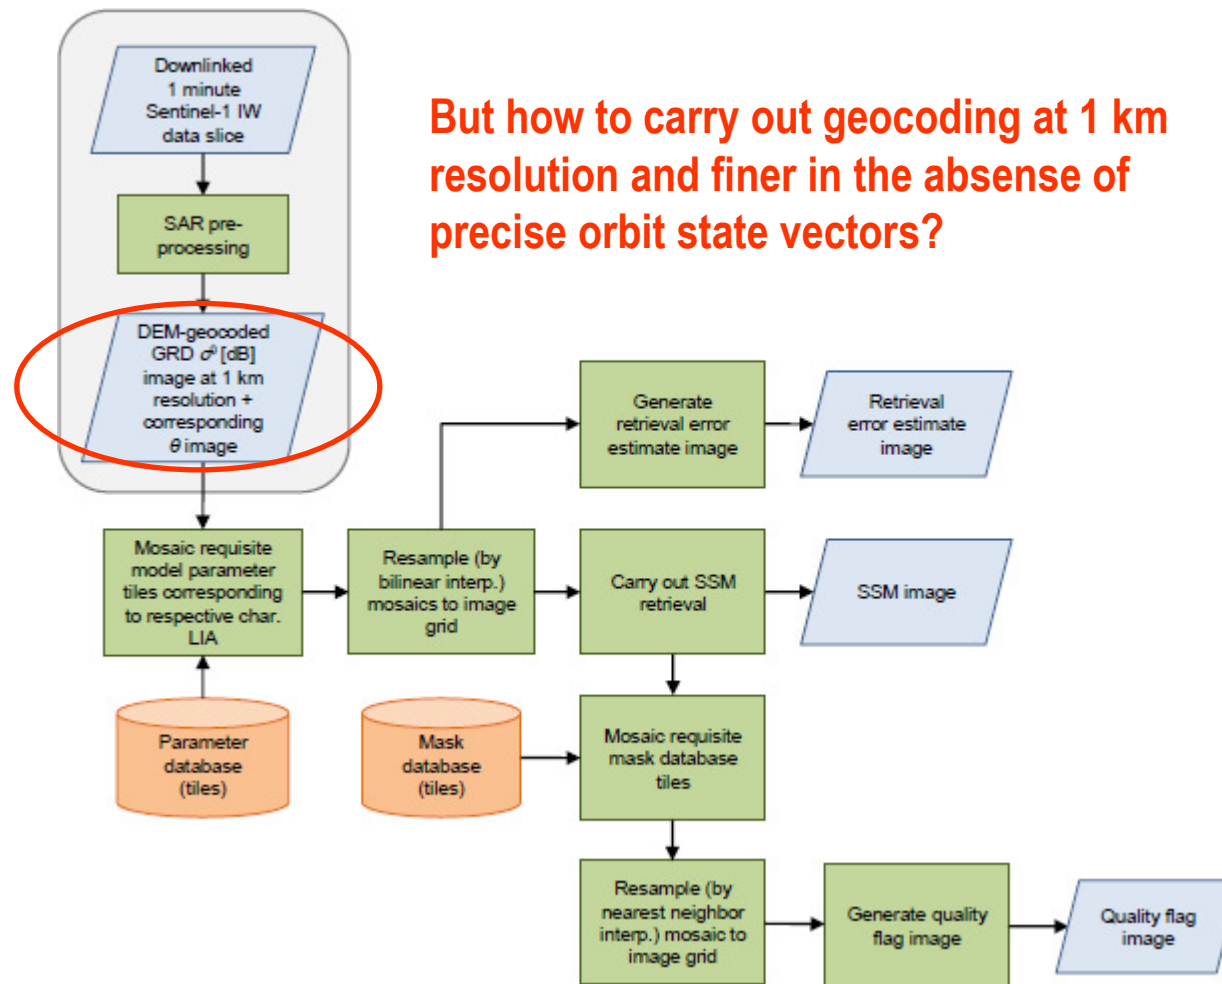 Downlinked
1 minute
Sentinel-1 IW
data slice
But how to carry out geocoding at 1 km
resolution and finer in the absense of
precise orbit state vectors?
SAR pre-
processing
DEM-geocoded
GRD σ⁰ [dB]
image at 1 km
resolution +
corresponding
θ image
Generate
retrieval error
estimate image
Retrieval
error estimate
image
Mosaic requisite
model parameter
tiles corresponding
to respective char.
LIA
Resample (by
bilinear interp.)
mosaics to image
grid
Carry out SSM
retrieval
SSM image
Parameter
database
(tiles)
Mask
database
(tiles)
Mosaic requisite
mask database
tiles
Resample (by
nearest neighbor
interp.) mosaic to
image grid
Generate quality
flag image
Quality flag
image